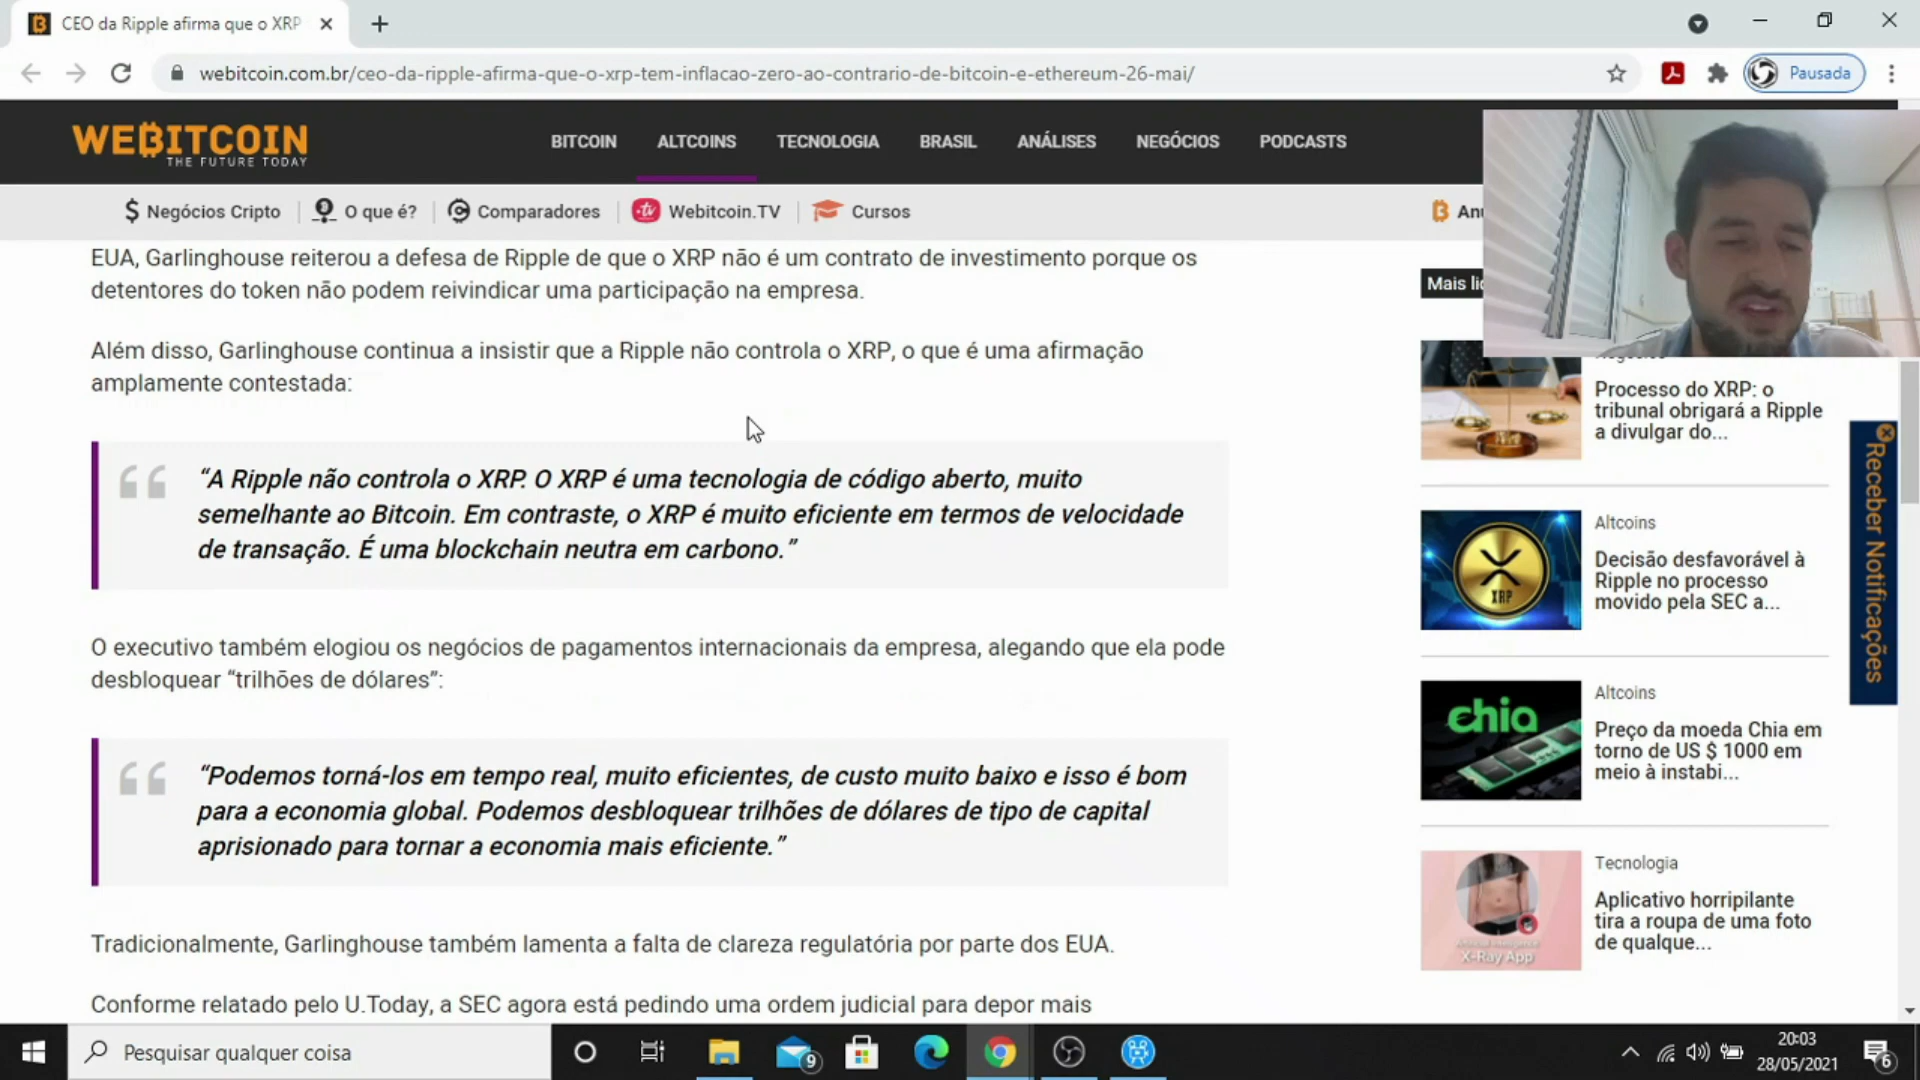 CEO da Ripple afirma que o XRP
webitcoin.com.br/ceo-da-ripple-afirma-que-o-xrp-tem-inflacao-zero-ao-contrario-de-bitcoin-e-ethereum-26-mai/
Pausada
WEBITCOIN
THE FUTURE TODAY
BITCOIN ALTCOINS TECNOLOGIA BRASIL ANÁLISES NEGÓCIOS PODCASTS
Negócios Cripto O que é? Comparadores Webitcoin.TV Cursos
EUA, Garlinghouse reiterou a defesa de Ripple de que o XRP não é um contrato de investimento porque os
detentores do token não podem reivindicar uma participação na empresa.
Além disso, Garlinghouse continua a insistir que a Ripple não controla o XRP, o que é uma afirmação
amplamente contestada:
“A Ripple não controla o XRP. O XRP é uma tecnologia de código aberto, muito
semelhante ao Bitcoin. Em contraste, o XRP é muito eficiente em termos de velocidade
de transação. É uma blockchain neutra em carbono.”
O executivo também elogiou os negócios de pagamentos internacionais da empresa, alegando que ela pode
desbloquear “trilhões de dólares”:
“Podemos torná-los em tempo real, muito eficientes, de custo muito baixo e isso é bom
para a economia global. Podemos desbloquear trilhões de dólares de tipo de capital
aprisionado para tornar a economia mais eficiente.”
Tradicionalmente, Garlinghouse também lamenta a falta de clareza regulatória por parte dos EUA.
Conforme relatado pelo U.Today, a SEC agora está pedindo uma ordem judicial para depor mais
Mais
Processo do XRP: o
tribunal obrigará a Ripple
a divulgar do...
XRP
Altcoins
Decisão desfavorável à
Ripple no processo
movido pela SEC a...
chia
Altcoins
Preço da moeda Chia em
torno de US $ 1000 em
meio à instabi...
X-Ray App
Tecnologia
Aplicativo horripilante
tira a roupa de uma foto
de qualque...
Receber Notificações
Pesquisar qualquer coisa
9
20:03
28/05/2021
6